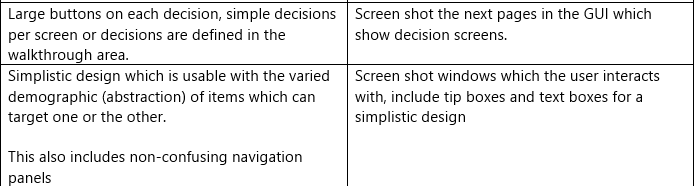 Large buttons on each decision, simple decisions
per screen or decisions are defined in the
walkthrough area.
Screen shot the next pages in the GUI which
show decision screens.
Simplistic design which is usable with the varied
demographic (abstraction) of items which can
target one or the other.
This also includes non-confusing navigation
panels
Screen shot windows which the user interacts
with, include tip boxes and text boxes for a
simplistic design